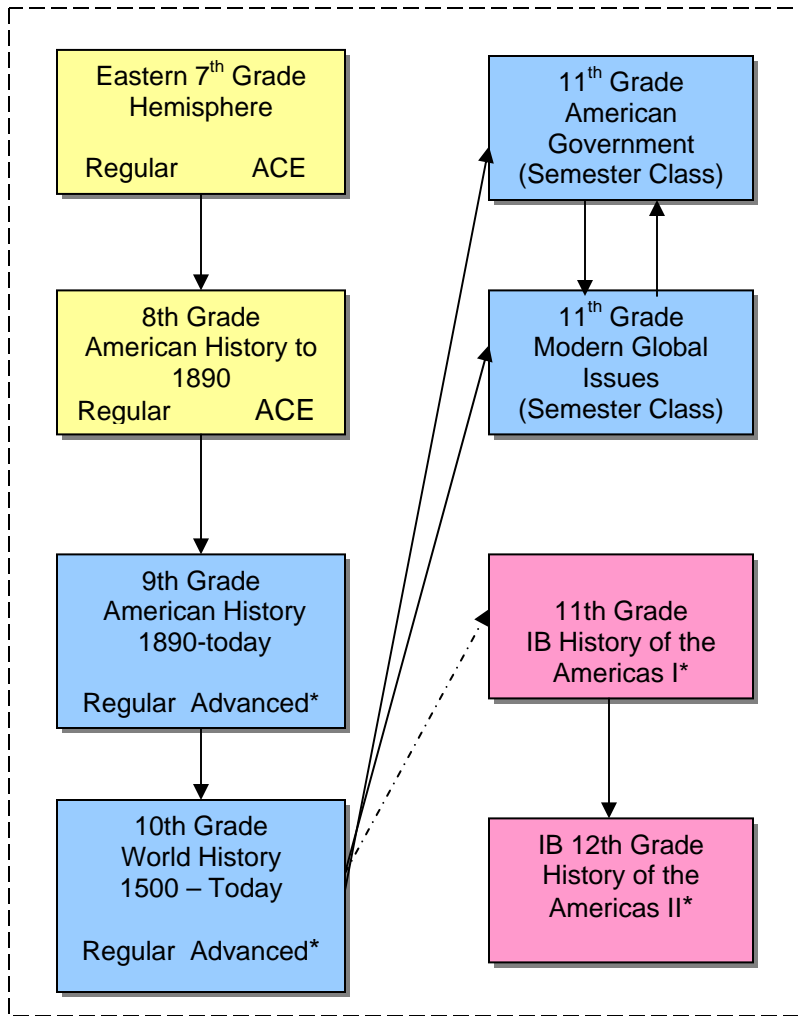 Eastern 7th Grade
Hemisphere
Regular ACE
8th Grade
American History to
1890
Regular ACE
9th Grade
American History
1890-today
Regular Advanced*
10th Grade
World History
1500 – Today
Regular Advanced*
11th Grade
American
Government
(Semester Class)
11th Grade
Modern Global
Issues
(Semester Class)
11th Grade
IB History of the
Americas I*
IB 12th Grade
History of the
Americas II*